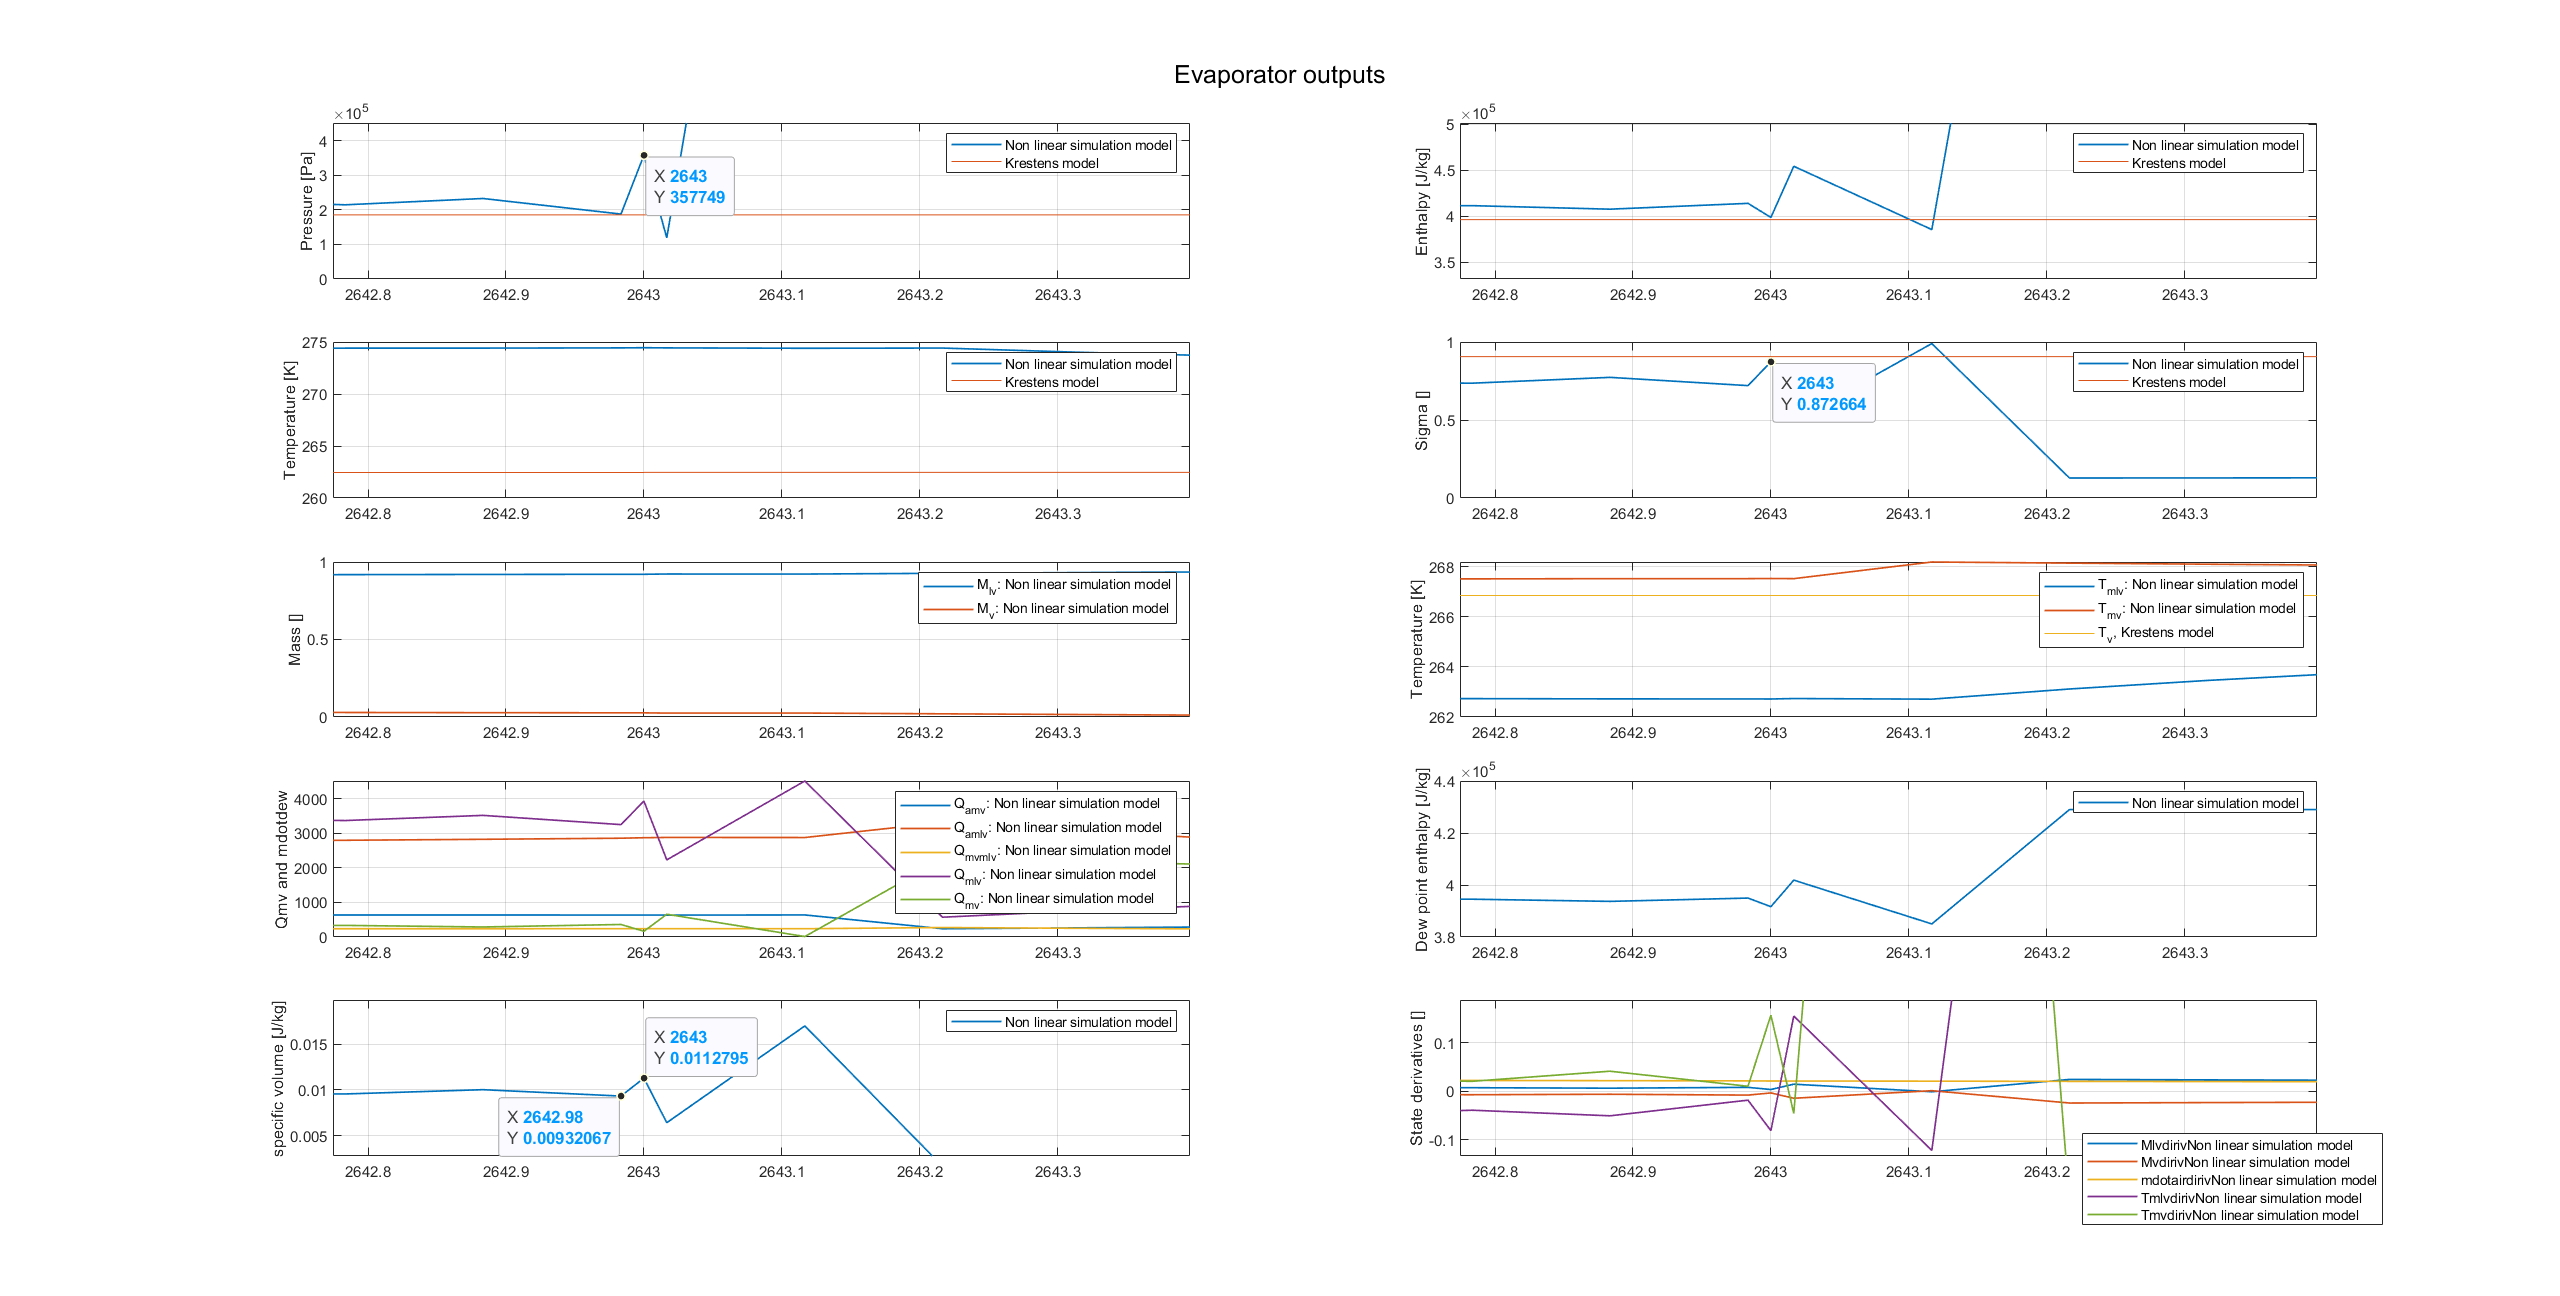 Evaporator outputs
×10^5
Pressure [Pa]
4
3
2
1
0
2642.8 2642.9 2643 2643.1 2643.2 2643.3
X 2643
Y 357749
Non linear simulation model
Krestens model
×10^5
Enthalpy [J/kg]
5
4.5
4
3.5
2642.8 2642.9 2643 2643.1 2643.2 2643.3
Non linear simulation model
Krestens model
Temperature [K]
275
270
265
260
2642.8 2642.9 2643 2643.1 2643.2 2643.3
Non linear simulation model
Krestens model
Sigma []
1
0.5
0
2642.8 2642.9 2643 2643.1 2643.2 2643.3
X 2643
Y 0.872664
Non linear simulation model
Krestens model
Mass []
1
0.5
0
2642.8 2642.9 2643 2643.1 2643.2 2643.3
M_lv: Non linear simulation model
M_v: Non linear simulation model
Temperature [K]
268
266
264
262
2642.8 2642.9 2643 2643.1 2643.2 2643.3
T_mlv: Non linear simulation model
T_mv: Non linear simulation model
T_v, Krestens model
Qmv and mdotdew
4000
3000
2000
1000
0
2642.8 2642.9 2643 2643.1 2643.2 2643.3
Q_amv: Non linear simulation model
Q_amlv: Non linear simulation model
Q_mvmlv: Non linear simulation model
Q_mlv: Non linear simulation model
Q_mv: Non linear simulation model
×10^5
Dew point enthalpy [J/kg]
4.4
4.2
4
3.8
2642.8 2642.9 2643 2643.1 2643.2 2643.3
Non linear simulation model
specific volume [J/kg]
0.015
0.01
0.005
2642.8 2642.9 2643 2643.1 2643.2 2643.3
X 2643
Y 0.0112795
X 2642.98
Y 0.00932067
Non linear simulation model
State derivatives []
0.1
0
-0.1
2642.8 2642.9 2643 2643.1 2643.2
MlvdirivNon linear simulation model
MvdirivNon linear simulation model
mdotairdirivNon linear simulation model
TmlvdirivNon linear simulation model
TmvdirivNon linear simulation model